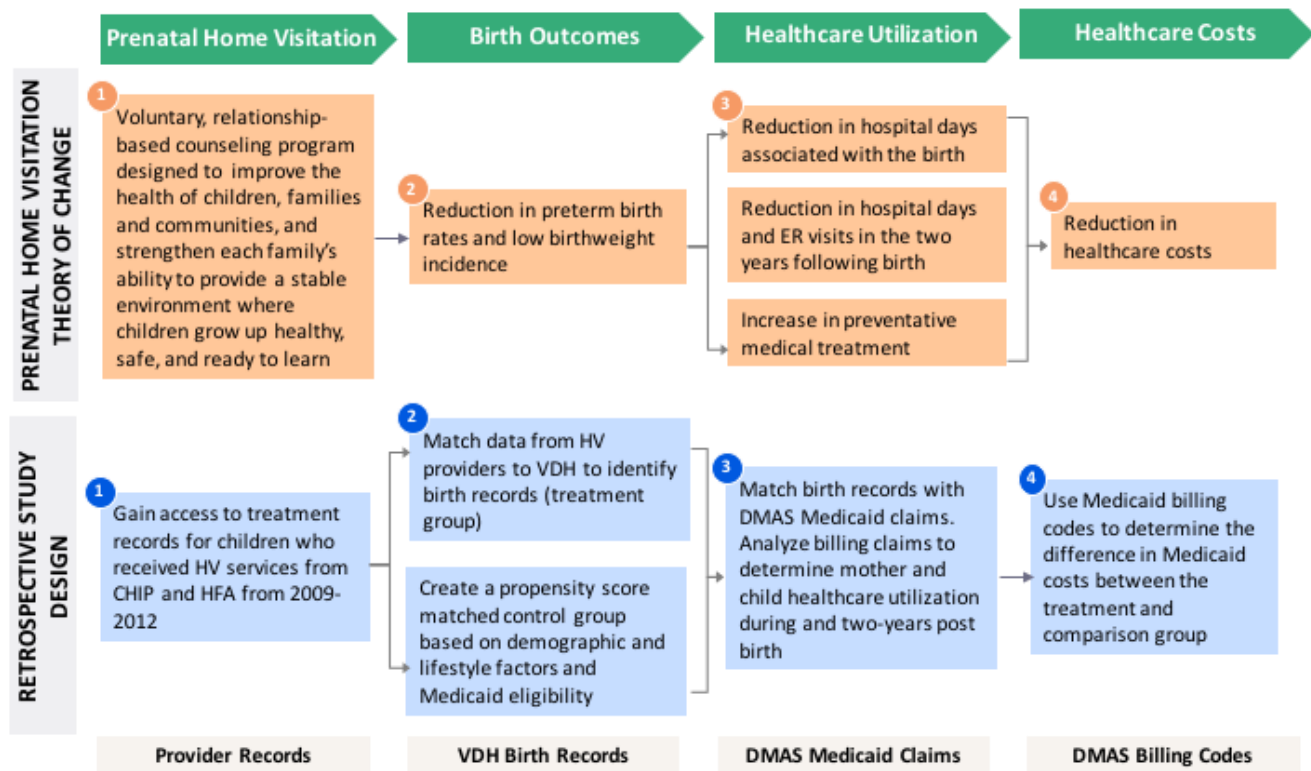 Prenatal Home Visitation
Birth Outcomes
Healthcare Utilization
Healthcare Costs
PRENATAL HOME VISITATION
THEORY OF CHANGE
1
Voluntary, relationship-
based counseling program
designed to improve the
health of children, families
and communities, and
strengthen each family's
ability to provide a stable
environment where
children grow up healthy,
safe, and ready to learn
2
Reduction in preterm birth
rates and low birthweight
incidence
3
Reduction in hospital days
associated with the birth
Reduction in hospital days
and ER visits in the two
years following birth
Increase in preventative
medical treatment
4
Reduction in
healthcare costs
RETROSPECTIVE STUDY
DESIGN
1
Gain access to treatment
records for children who
received HV services from
CHIP and HFA from 2009-
2012
2
Match data from HV
providers to VDH to identify
birth records (treatment
group)
Create a propensity score
matched control group
based on demographic and
lifestyle factors and
Medicaid eligibility
3
Match birth records with
DMAS Medicaid claims.
Analyze billing claims to
determine mother and
child healthcare utilization
during and two-years post
birth
4
Use Medicaid billing
codes to determine the
difference in Medicaid
costs between the
treatment and
comparison group
Provider Records
VDH Birth Records
DMAS Medicaid Claims
DMAS Billing Codes